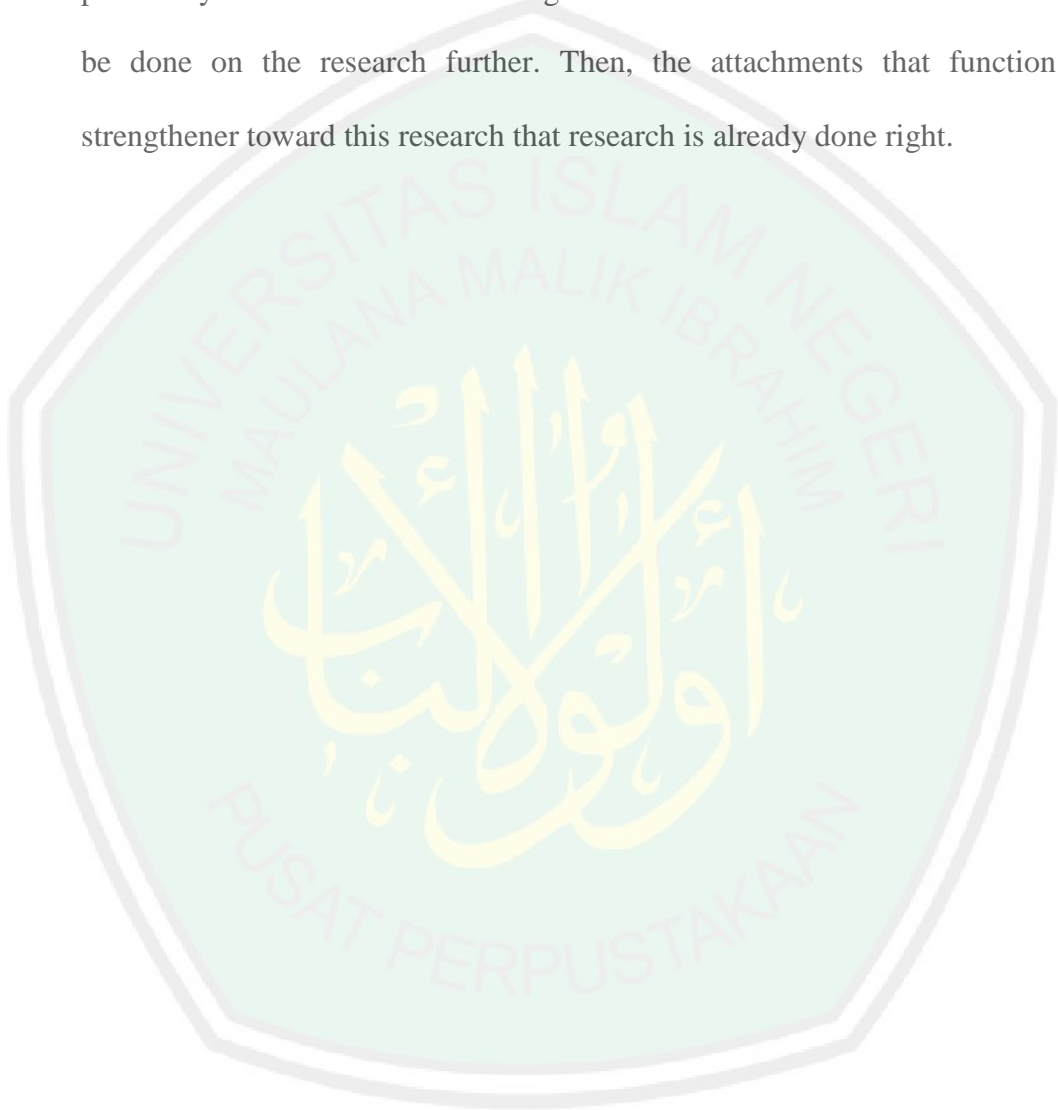 be done on the research further. Then, the attachments that function
strengthener toward this research that research is already done right.
UNIVERSITAS ISLAM NEGERI
MAULANA MALIK IBRAHIM
أولوا الألباب
PUSAT PERPUSTAKAAN